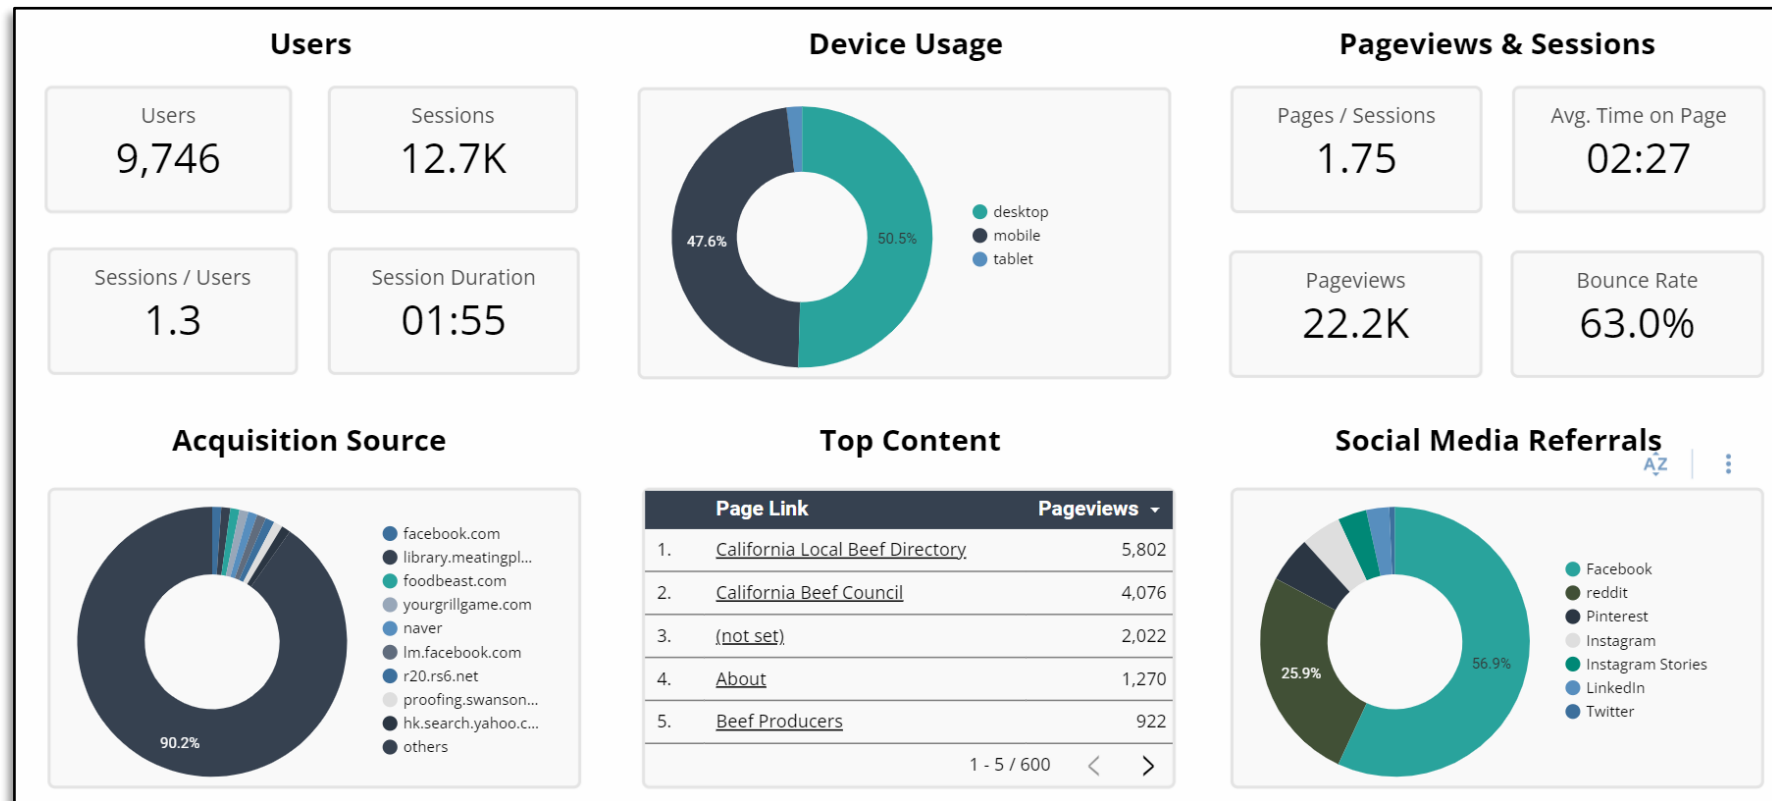 Users
Users
9,746
Sessions
12.7K
Sessions / Users
1.3
Session Duration
01:55
Device Usage
47.6%
50.5%
desktop
mobile
tablet
Pageviews & Sessions
Pages / Sessions
1.75
Avg. Time on Page
02:27
Pageviews
22.2K
Bounce Rate
63.0%
Acquisition Source
90.2%
facebook.com
library.meatingpl...
foodbeast.com
yourgrillgame.com
naver
lm.facebook.com
r20.rs6.net
proofing.swanson...
hk.search.yahoo.c...
others
Top Content
Page Link Pageviews
1. California Local Beef Directory 5,802
2. California Beef Council 4,076
3. (not set) 2,022
4. About 1,270
5. Beef Producers 922
1 - 5 / 600
Social Media Referrals
AZ
56.9%
25.9%
Facebook
reddit
Pinterest
Instagram
Instagram Stories
LinkedIn
Twitter